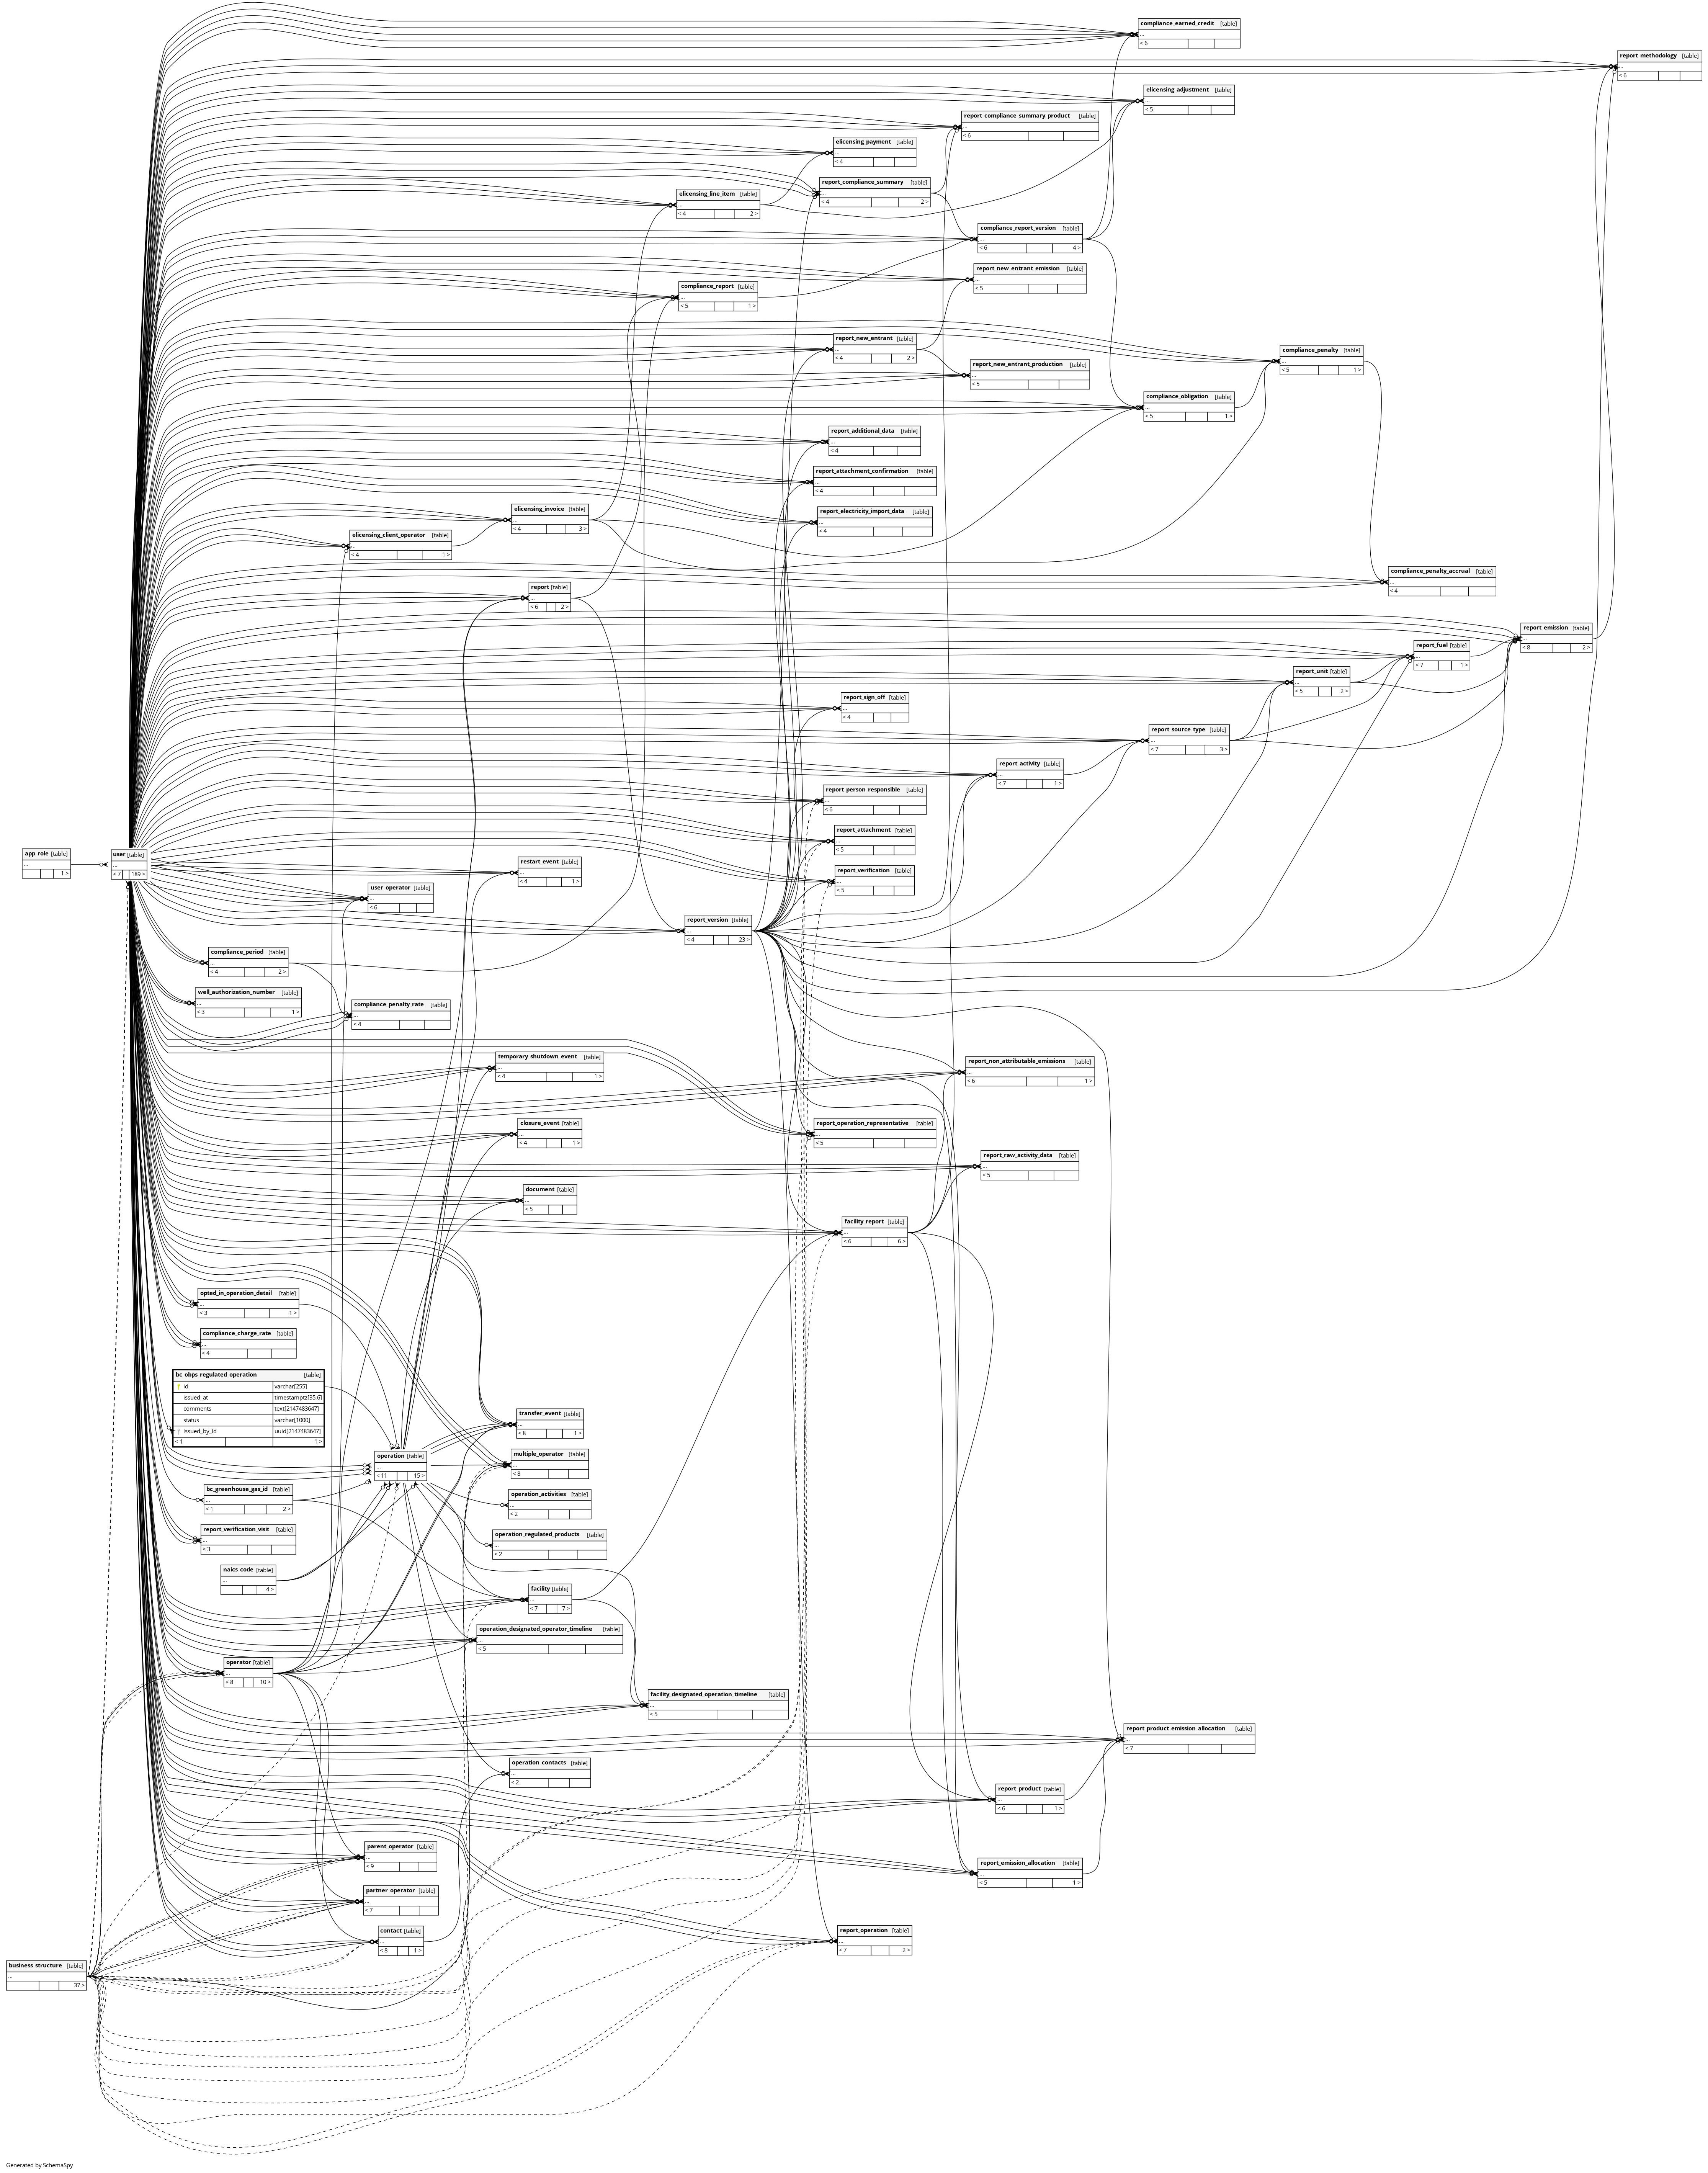 compliance_earned_credit [table]
...
< 6
report_methodology [table]
...
< 6
elicensing_adjustment [table]
...
< 5
report_compliance_summary_product [table]
...
< 6
elicensing_payment [table]
...
< 4
report_compliance_summary [table]
...
< 4 2 >
elicensing_line_item [table]
...
< 4 2 >
compliance_report_version [table]
...
< 6 4 >
report_new_entrant_emission [table]
...
< 5
compliance_report [table]
...
< 5 1 >
report_new_entrant [table]
...
< 4 2 >
compliance_penalty [table]
...
< 5 1 >
report_new_entrant_production [table]
...
< 5
compliance_obligation [table]
...
< 5 1 >
report_additional_data [table]
...
< 4
report_attachment_confirmation [table]
...
< 4
elicensing_invoice [table]
...
< 4 3 >
report_electricity_import_data [table]
...
< 4
elicensing_client_operator [table]
...
< 4 1 >
compliance_penalty_accrual [table]
...
< 4
report [table]
...
< 6 2 >
report_emission [table]
...
< 8 2 >
report_fuel [table]
...
< 7 1 >
report_unit [table]
...
< 5 2 >
report_sign_off [table]
...
< 4
report_source_type [table]
...
< 7 3 >
report_activity [table]
...
< 7 1 >
report_person_responsible [table]
...
< 6
report_attachment [table]
...
< 5
app_role [table]
...
1 >
user [table]
...
< 7 189 >
restart_event [table]
...
< 4 1 >
report_verification [table]
...
< 5
user_operator [table]
...
< 6
report_version [table]
...
< 4 23 >
compliance_period [table]
...
< 4 2 >
well_authorization_number [table]
...
< 3 1 >
compliance_penalty_rate [table]
...
< 4
temporary_shutdown_event [table]
...
< 4 1 >
report_non_attributable_emissions [table]
...
< 6 1 >
closure_event [table]
...
< 4 1 >
report_operation_representative [table]
...
< 5
report_raw_activity_data [table]
...
< 5
document [table]
...
< 5
facility_report [table]
...
< 6 6 >
opted_in_operation_detail [table]
...
< 3 1 >
compliance_charge_rate [table]
...
< 4
bc_obps_regulated_operation [table]
id varchar[255]
issued_at timestamptz[35,6]
comments text[2147483647]
status varchar[1000]
issued_by_id uuid[2147483647]
< 1 1 >
transfer_event [table]
...
< 8 1 >
operation [table]
...
< 11 15 >
multiple_operator [table]
...
< 8
bc_greenhouse_gas_id [table]
...
< 1 2 >
operation_activities [table]
...
< 2
report_verification_visit [table]
...
< 3
operation_regulated_products [table]
...
< 2
naics_code [table]
...
4 >
facility [table]
...
< 7 7 >
operation_designated_operator_timeline [table]
...
< 5
operator [table]
...
< 8 10 >
facility_designated_operation_timeline [table]
...
< 5
report_product_emission_allocation [table]
...
< 7
operation_contacts [table]
...
< 2
report_product [table]
...
< 6 1 >
parent_operator [table]
...
< 9
report_emission_allocation [table]
...
< 5 1 >
partner_operator [table]
...
< 7
contact [table]
...
< 8 1 >
report_operation [table]
...
< 7 2 >
business_structure [table]
...
37 >
Generated by SchemaSpy